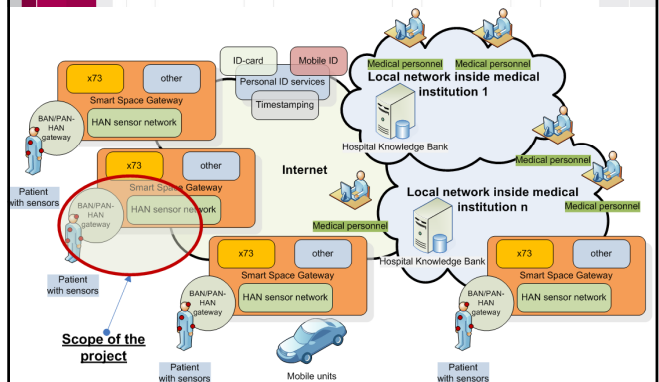 ID-card
Mobile ID
Personal ID services
Timestamping
Medical personnel
Medical personnel
Local network inside medical
institution 1
Hospital Knowledge Bank
x73
other
Smart Space Gateway
HAN sensor network
BAN/PAN-
HAN
gateway
Patient
with sensors
x73
other
Smart Space Gateway
HAN sensor network
BAN/PAN-
HAN
gateway
Patient
with sensors
Internet
Medical personnel
Medical personnel
Medical personnel
Local network inside medical
institution n
Hospital Knowledge Bank
x73
other
Smart Space Gateway
HAN sensor network
BAN/PAN-
HAN
gateway
Patient
with sensors
x73
other
Smart Space Gateway
HAN sensor network
BAN/PAN-
HAN
gateway
Patient
with sensors
Scope of the
project
Mobile units